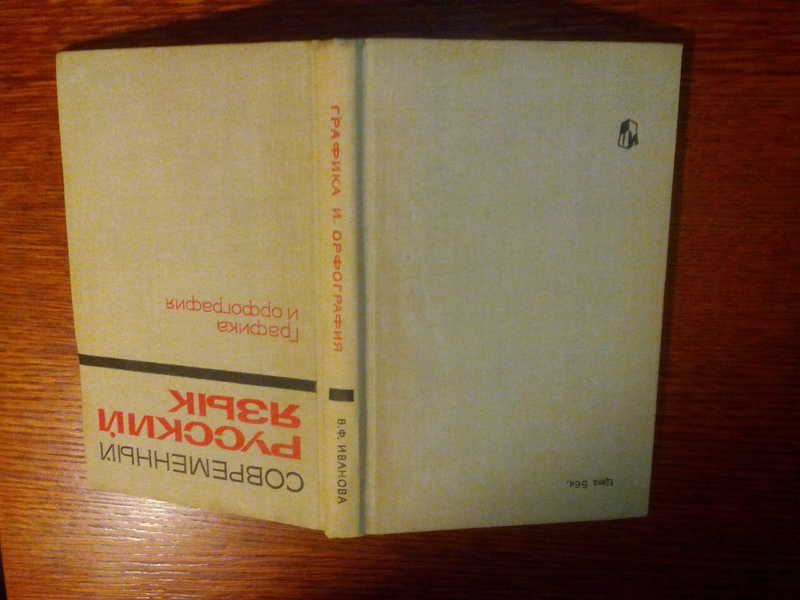 СОВРЕМЕННЫЙ
РУССКИЙ
ЯЗЫК
Графика
и орфография
В. Ф. ИВАНОВА
ГРАФИКА И. ОРФОГРАФИЯ
Цена 56к.